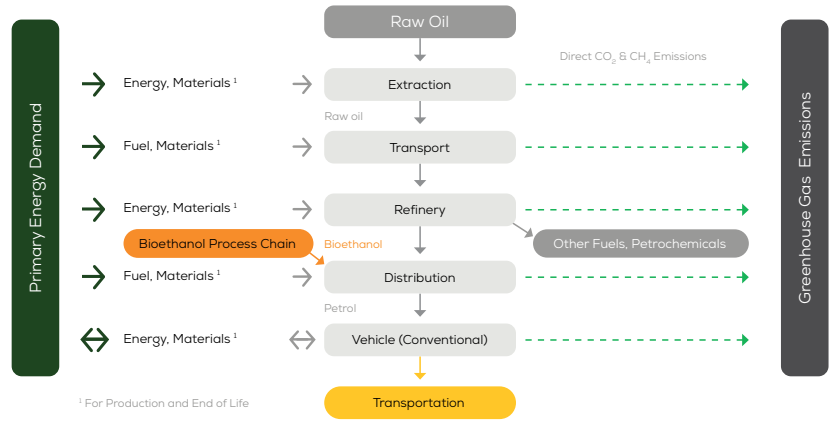 Raw Oil
Direct CO₂ & CH₄ Emissions
Energy, Materials ¹
Extraction
Raw oil
Fuel, Materials ¹
Transport
Energy, Materials ¹
Refinery
Bioethanol Process Chain
Bioethanol
Other Fuels, Petrochemicals
Fuel, Materials ¹
Distribution
Petrol
Energy, Materials ¹
Vehicle (Conventional)
¹ For Production and End of Life
Transportation
Primary Energy Demand
Greenhouse Gas Emissions